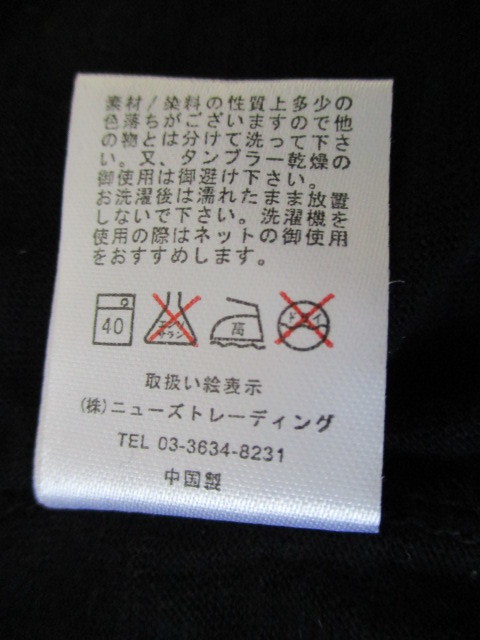 素材/染料の性質上多少の
色落ちがございますので他
の物とは分けて洗って下さ
い。又、タンブラー乾燥の
御使用は御避け下さい。
お洗濯後は濡れたまま放置
しないで下さい。洗濯機を
使用の際はネットの御使用
をおすすめします。
40 エンソ サラシ 高 ドライ
取扱い絵表示
(株)ニューズトレーディング
TEL 03-3634-8231
中国製